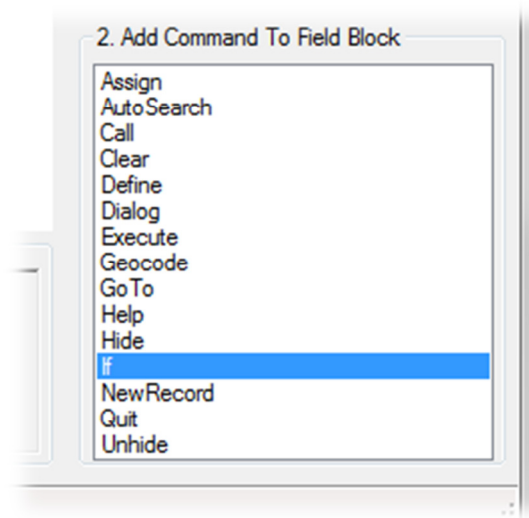 2. Add Command To Field Block
Assign
AutoSearch
Call
Clear
Define
Dialog
Execute
Geocode
GoTo
Help
Hide
If
NewRecord
Quit
Unhide